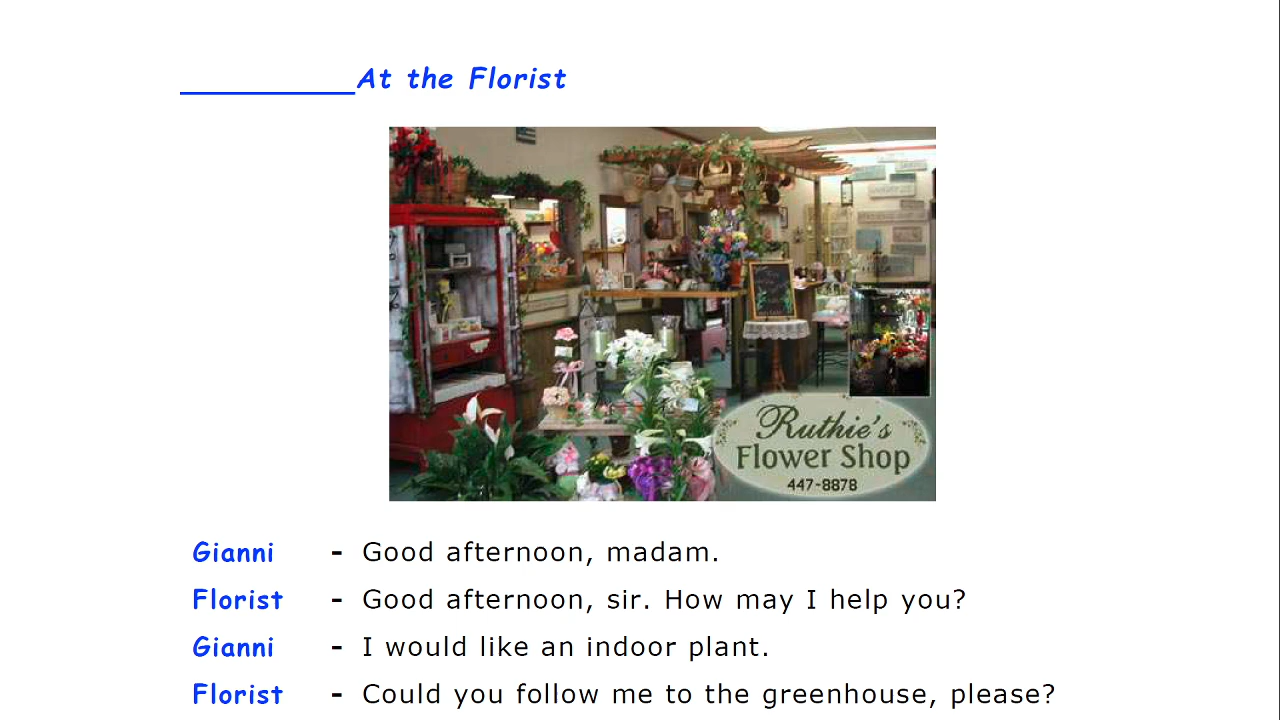 At the Florist
Ruthie's
Flower Shop
447-8878
Gianni - Good afternoon, madam.
Florist - Good afternoon, sir. How may I help you?
Gianni - I would like an indoor plant.
Florist - Could you follow me to the greenhouse, please?